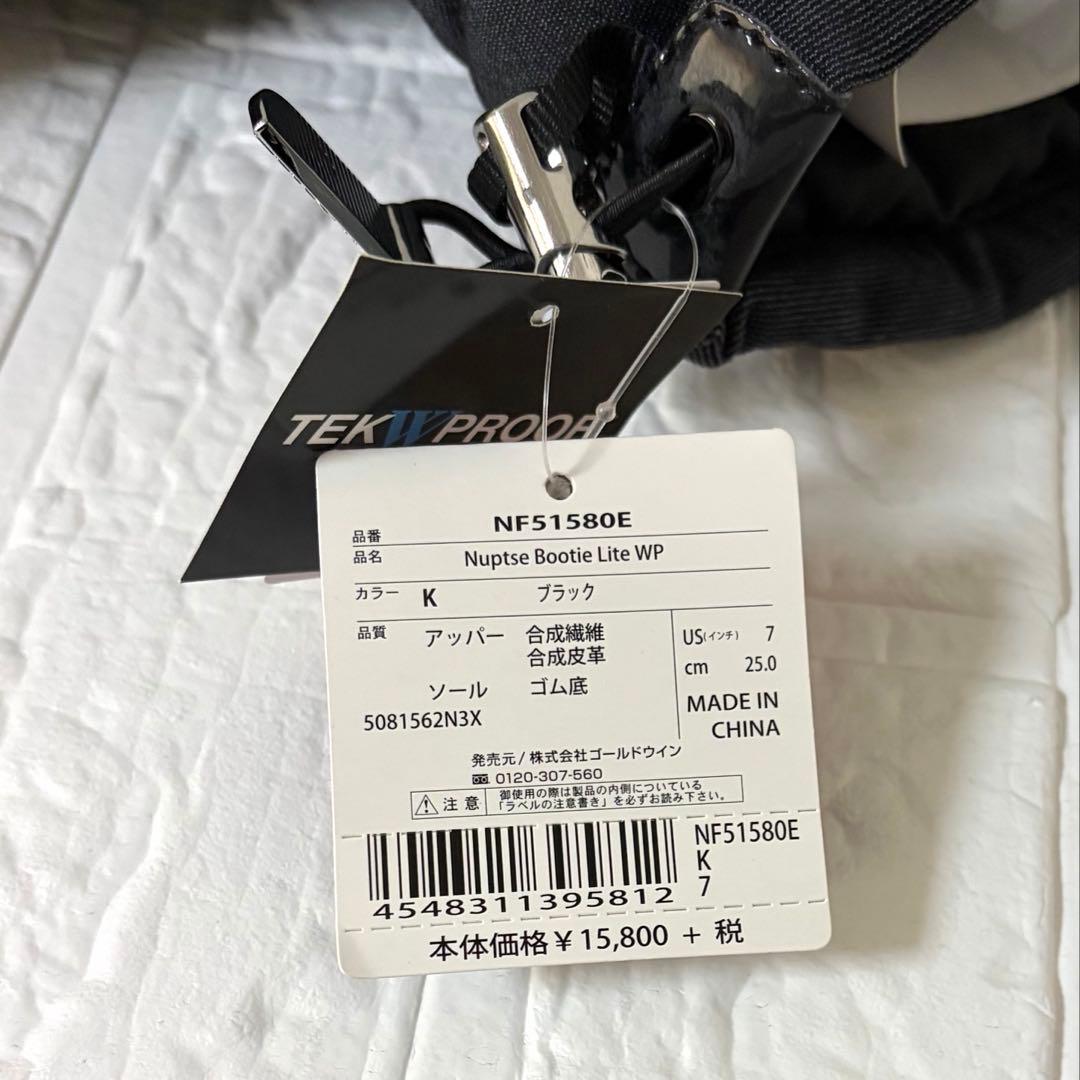 TEKWPROOF
品番 NF51580E
品名 Nuptse Bootie Lite WP
カラー K ブラック
品質 アッパー 合成繊維
合成皮革
ソール ゴム底
5081562N3X
US(インチ) 7
cm 25.0
MADE IN
CHINA
発売元/株式会社ゴールドウイン
0120-307-560
注意 御使用の際は製品の内側についている
「ラベルの注意書き」を必ずお読み下さい。
4548311395812
NF51580E
K
7
本体価格¥15,800 + 税